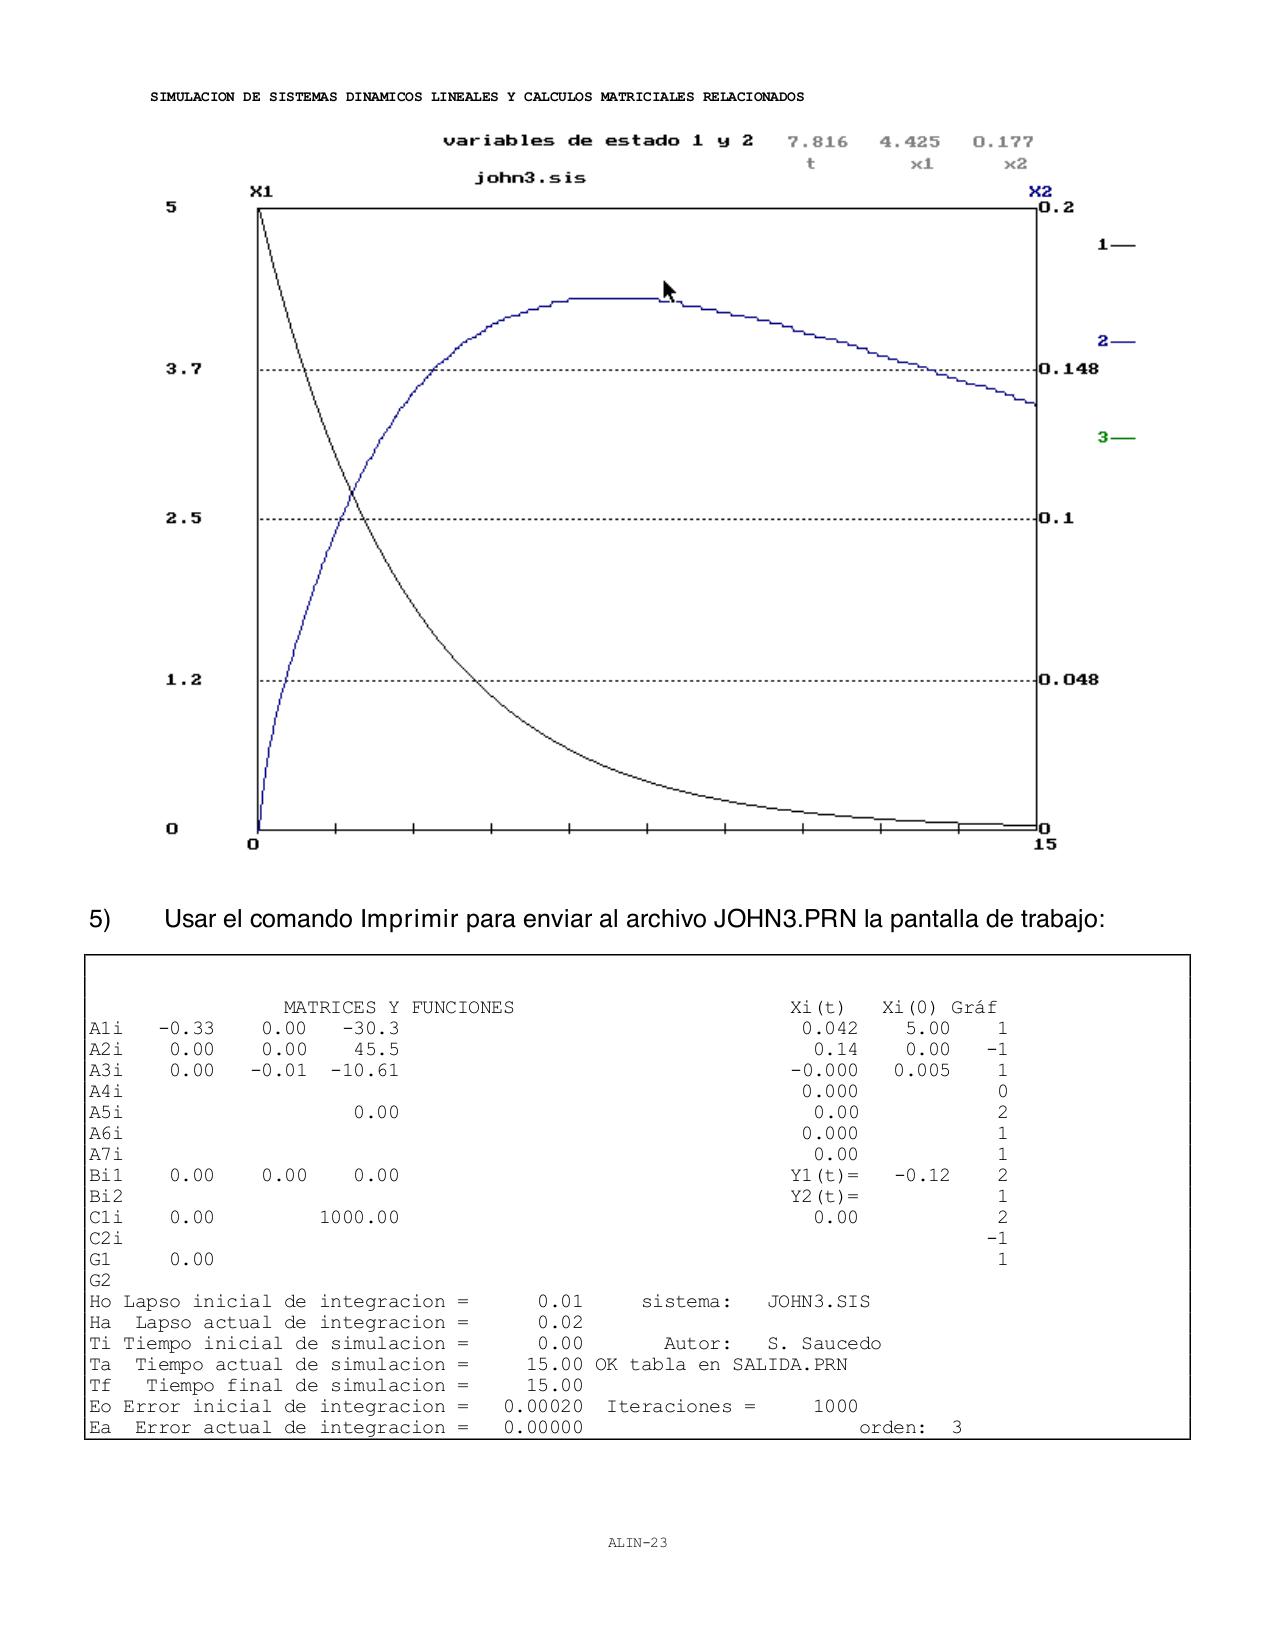 SIMULACION DE SISTEMAS DINAMICOS LINEALES Y CALCULOS MATRICIALES RELACIONADOS
variables de estado 1 y 2 7.816 4.425 0.177
t x1 x2
john3.sis
X1 X2
5 0.2
1
2
3.7 0.148
3
2.5 0.1
1.2 0.048
0 0
0 15
5) Usar el comando Imprimir para enviar al archivo JOHN3.PRN la pantalla de trabajo:
MATRICES Y FUNCIONES Xi(t) Xi(0) Gráf
A1i -0.33 0.00 -30.3 0.042 5.00 1
A2i 0.00 0.00 45.5 0.14 0.00 -1
A3i 0.00 -0.01 -10.61 -0.000 0.005 1
A4i 0.000 0
A5i 0.00 0.00 2
A6i 0.000 1
A7i 0.00 1
Bi1 0.00 0.00 0.00 Y1(t)= -0.12 2
Bi2 Y2(t)= 1
C1i 0.00 1000.00 0.00 2
C2i -1
G1 0.00 1
G2
Ho Lapso inicial de integracion = 0.01 sistema: JOHN3.SIS
Ha Lapso actual de integracion = 0.02
Ti Tiempo inicial de simulacion = 0.00 Autor: S. Saucedo
Ta Tiempo actual de simulacion = 15.00 OK tabla en SALIDA.PRN
Tf Tiempo final de simulacion = 15.00
Eo Error inicial de integracion = 0.00020 Iteraciones = 1000
Ea Error actual de integracion = 0.00000 orden: 3
ALIN-23